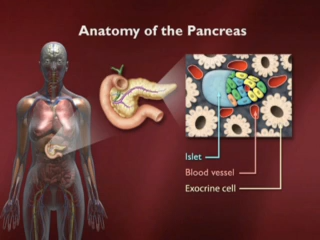 Anatomy of the Pancreas
Islet
Blood vessel
Exocrine cell